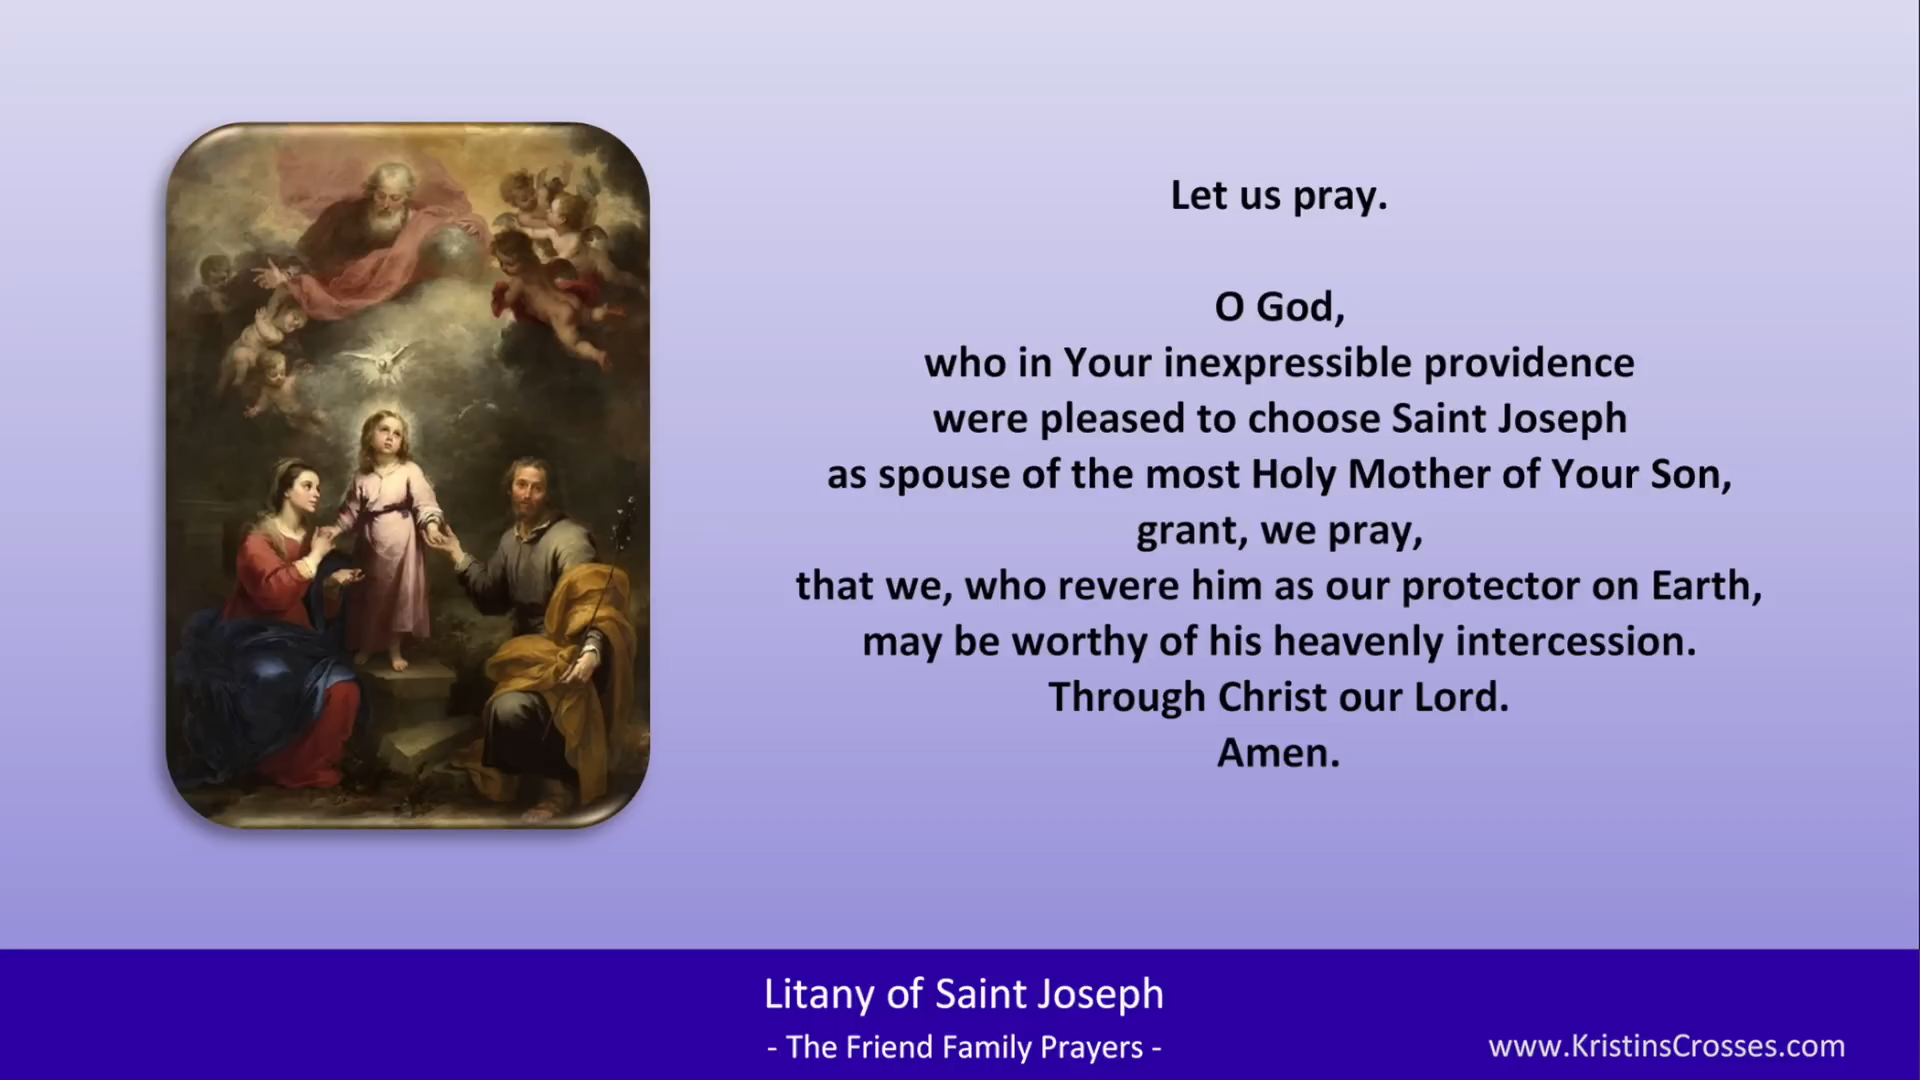 Let us pray.
O God,
who in Your inexpressible providence
were pleased to choose Saint Joseph
as spouse of the most Holy Mother of Your Son,
grant, we pray,
that we, who revere him as our protector on Earth,
may be worthy of his heavenly intercession.
Through Christ our Lord.
Amen.
Litany of Saint Joseph
- The Friend Family Prayers -
www.KristinsCrosses.com